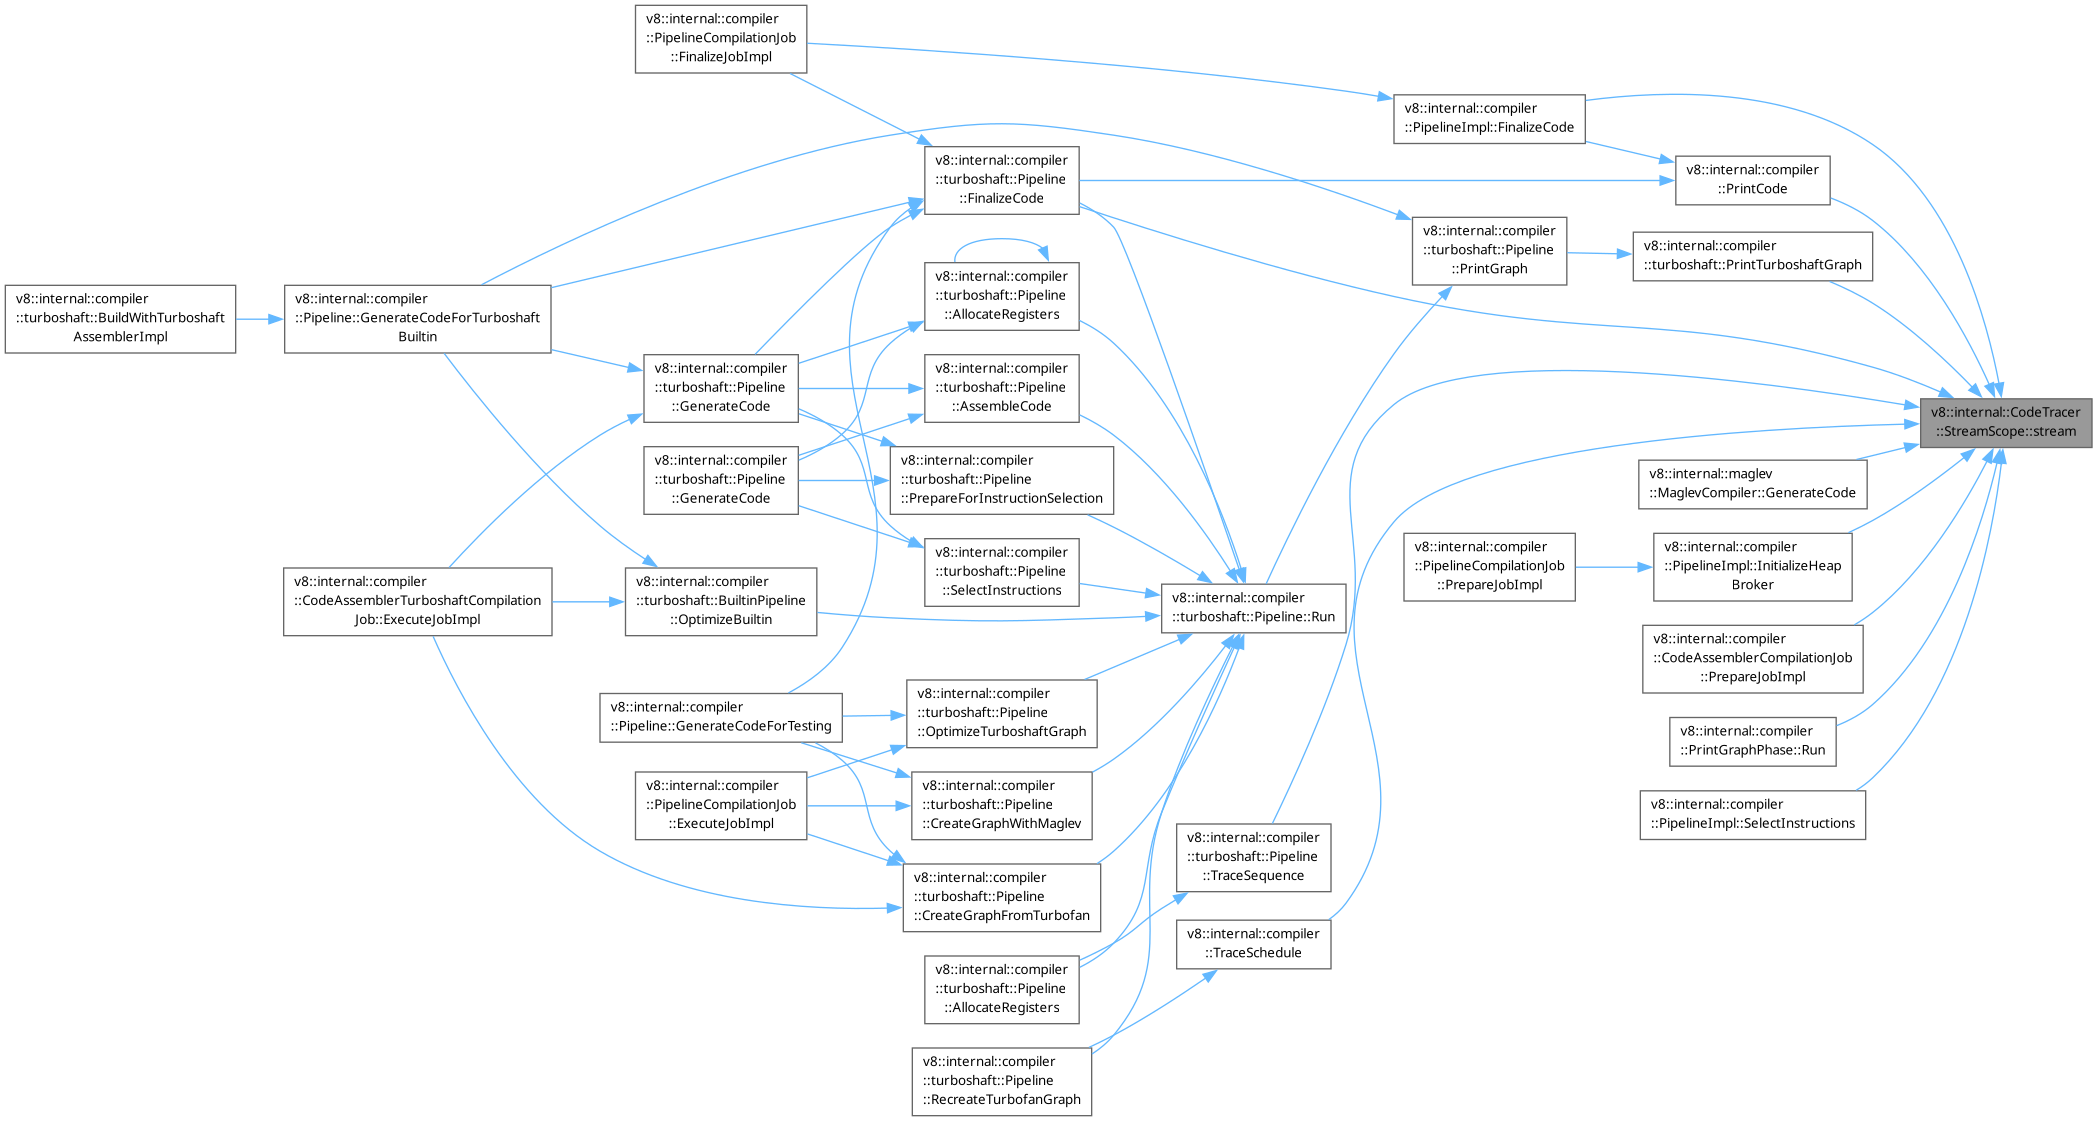 v8::internal::compiler
::PipelineCompilationJob
::FinalizeJobImpl
v8::internal::compiler
::PipelineImpl::FinalizeCode
v8::internal::compiler
::turboshaft::Pipeline
::FinalizeCode
v8::internal::compiler
::PrintCode
v8::internal::compiler
::turboshaft::Pipeline
::PrintGraph
v8::internal::compiler
::turboshaft::PrintTurboshaftGraph
v8::internal::compiler
::turboshaft::Pipeline
::AllocateRegisters
v8::internal::compiler
::turboshaft::BuildWithTurboshaft
AssemblerImpl
v8::internal::compiler
::Pipeline::GenerateCodeForTurboshaft
Builtin
v8::internal::compiler
::turboshaft::Pipeline
::GenerateCode
v8::internal::compiler
::turboshaft::Pipeline
::AssembleCode
v8::internal::CodeTracer
::StreamScope::stream
v8::internal::compiler
::turboshaft::Pipeline
::GenerateCode
v8::internal::compiler
::turboshaft::Pipeline
::PrepareForInstructionSelection
v8::internal::maglev
::MaglevCompiler::GenerateCode
v8::internal::compiler
::turboshaft::Pipeline
::SelectInstructions
v8::internal::compiler
::PipelineCompilationJob
::PrepareJobImpl
v8::internal::compiler
::PipelineImpl::InitializeHeap
Broker
v8::internal::compiler
::CodeAssemblerTurboshaftCompilation
Job::ExecuteJobImpl
v8::internal::compiler
::turboshaft::BuiltinPipeline
::OptimizeBuiltin
v8::internal::compiler
::turboshaft::Pipeline::Run
v8::internal::compiler
::CodeAssemblerCompilationJob
::PrepareJobImpl
v8::internal::compiler
::Pipeline::GenerateCodeForTesting
v8::internal::compiler
::turboshaft::Pipeline
::OptimizeTurboshaftGraph
v8::internal::compiler
::PrintGraphPhase::Run
v8::internal::compiler
::PipelineCompilationJob
::ExecuteJobImpl
v8::internal::compiler
::turboshaft::Pipeline
::CreateGraphWithMaglev
v8::internal::compiler
::PipelineImpl::SelectInstructions
v8::internal::compiler
::turboshaft::Pipeline
::TraceSequence
v8::internal::compiler
::turboshaft::Pipeline
::CreateGraphFromTurbofan
v8::internal::compiler
::TraceSchedule
v8::internal::compiler
::turboshaft::Pipeline
::AllocateRegisters
v8::internal::compiler
::turboshaft::Pipeline
::RecreateTurbofanGraph